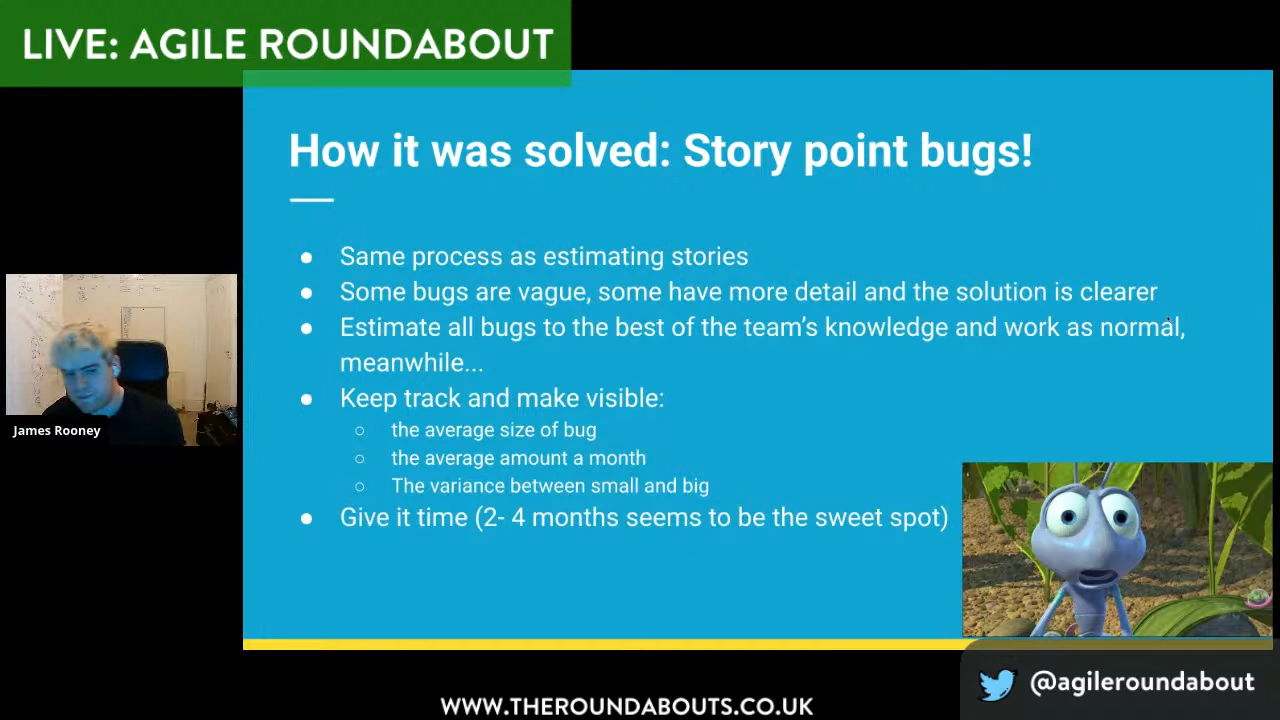 LIVE: AGILE ROUNDABOUT
How it was solved: Story point bugs!
● Same process as estimating stories
● Some bugs are vague, some have more detail and the solution is clearer
● Estimate all bugs to the best of the team's knowledge and work as normal,
meanwhile...
● Keep track and make visible:
○ the average size of bug
○ the average amount a month
○ The variance between small and big
● Give it time (2- 4 months seems to be the sweet spot)
James Rooney
@agileroundabout
WWW.THEROUNDABOUTS.CO.UK